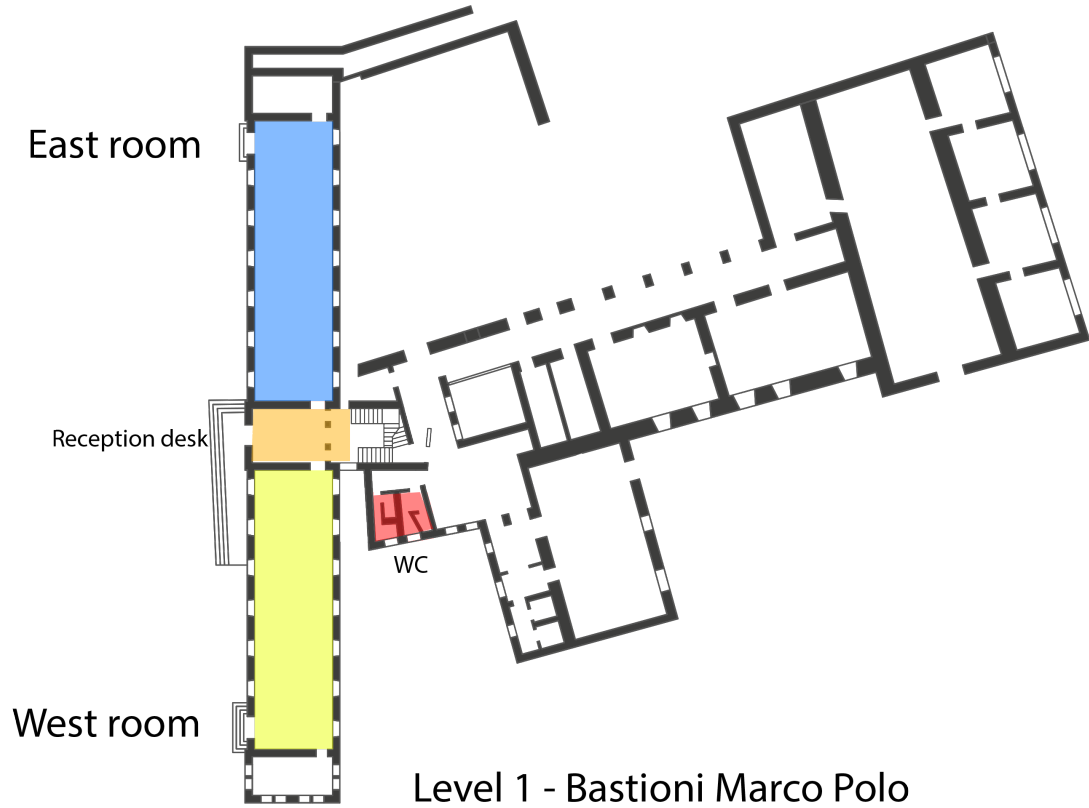 East room
Reception desk
WC
West room
Level 1 - Bastioni Marco Polo